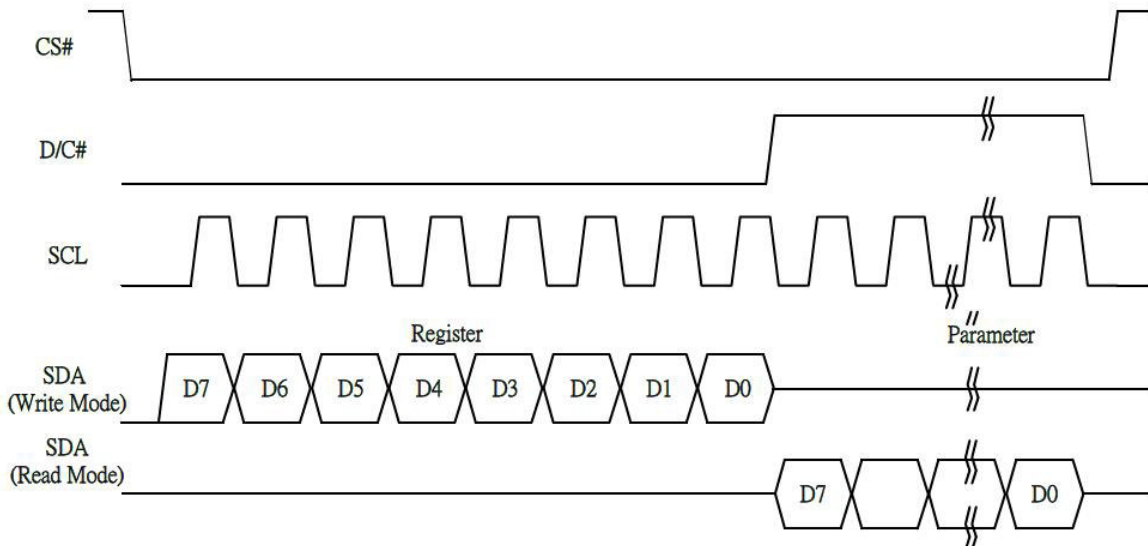 CS#
D/C#
SCL
Register Parameter
SDA
(Write Mode)
D7 D6 D5 D4 D3 D2 D1 D0
SDA
(Read Mode)
D7 D0